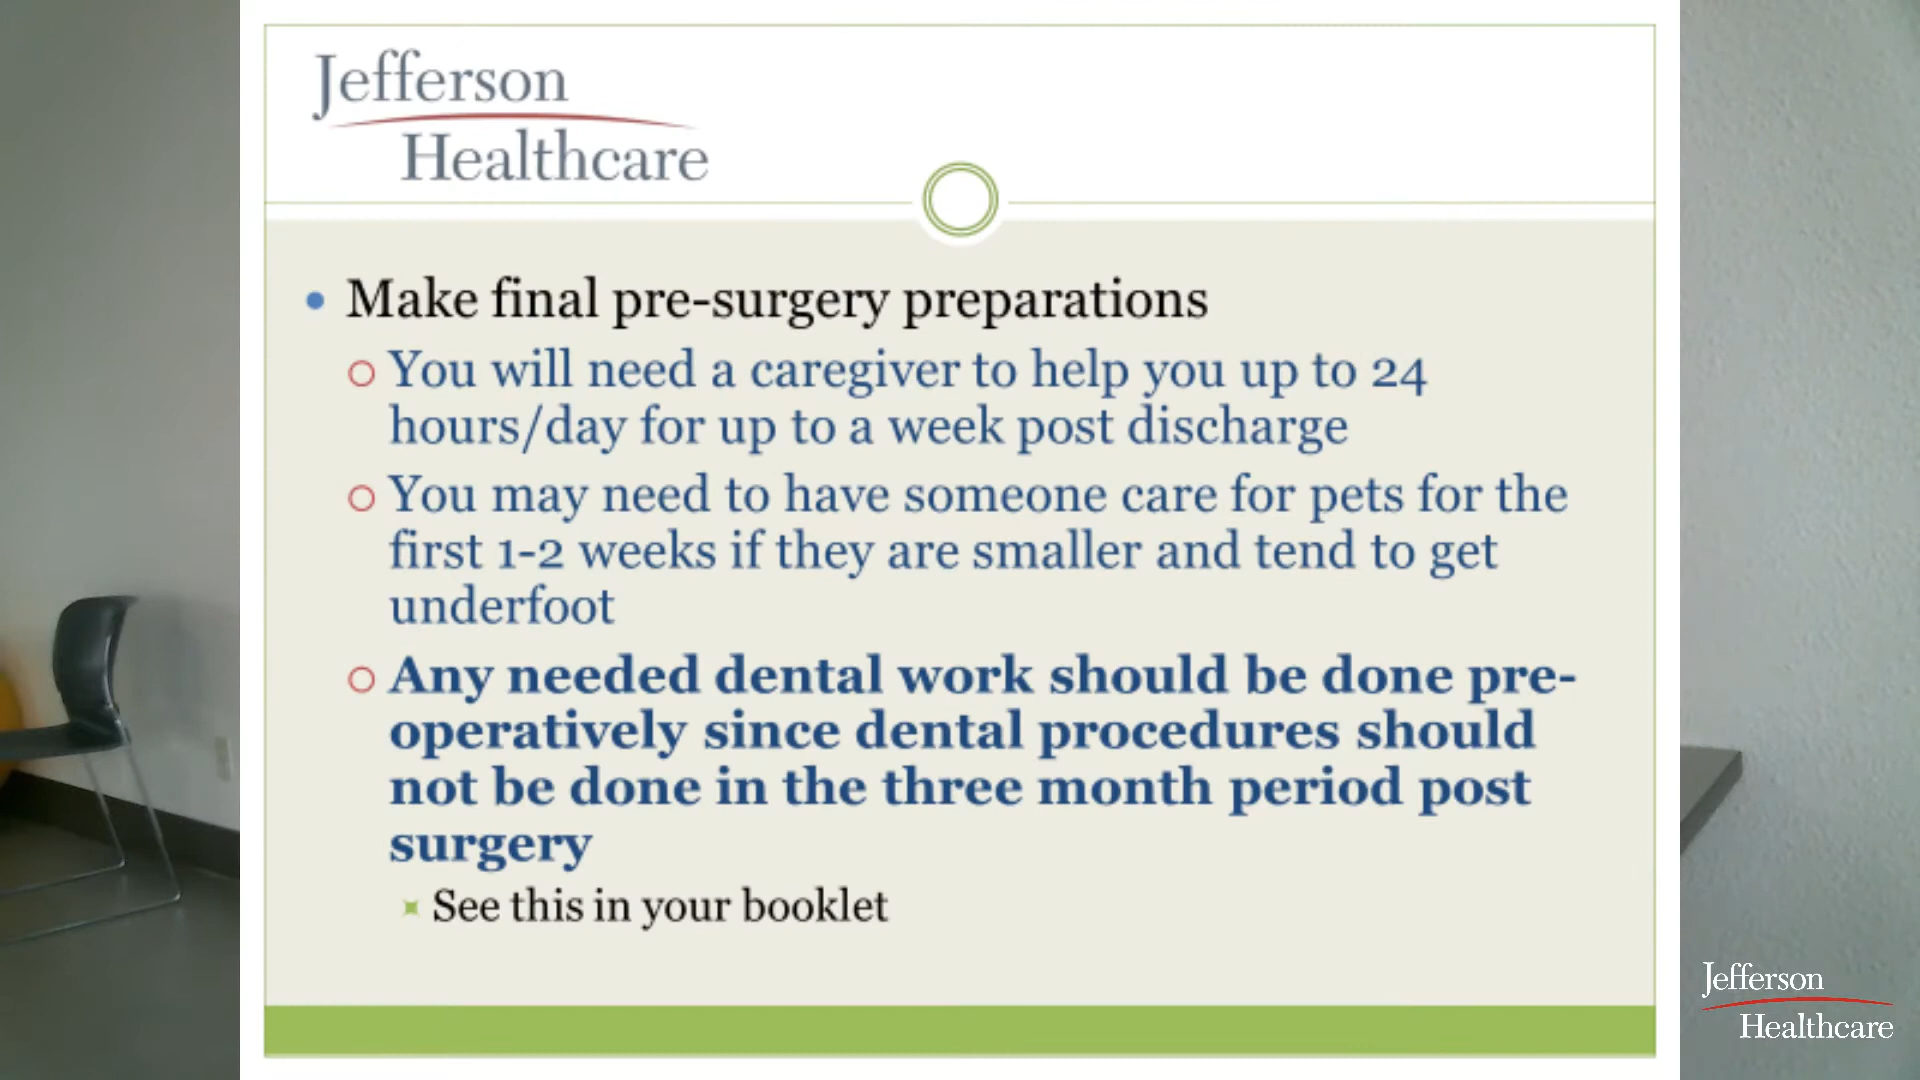 Jefferson
Healthcare
Make final pre-surgery preparations
You will need a caregiver to help you up to 24
hours/day for up to a week post discharge
You may need to have someone care for pets for the
first 1-2 weeks if they are smaller and tend to get
underfoot
Any needed dental work should be done pre-
operatively since dental procedures should
not be done in the three month period post
surgery
See this in your booklet
Jefferson
Healthcare